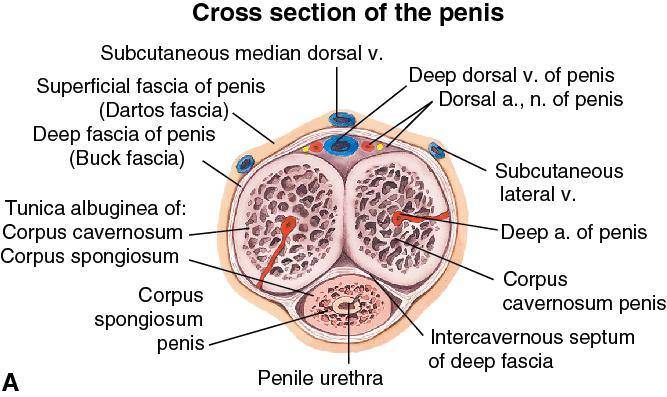 Cross section of the penis
Subcutaneous median dorsal v.
Superficial fascia of penis
(Dartos fascia)
Deep fascia of penis
(Buck fascia)
Tunica albuginea of:
Corpus cavernosum
Corpus spongiosum
Corpus
spongiosum
penis
Penile urethra
Deep dorsal v. of penis
Dorsal a., n. of penis
Subcutaneous
lateral v.
Deep a. of penis
Corpus
cavernosum penis
Intercavernous septum
of deep fascia
A